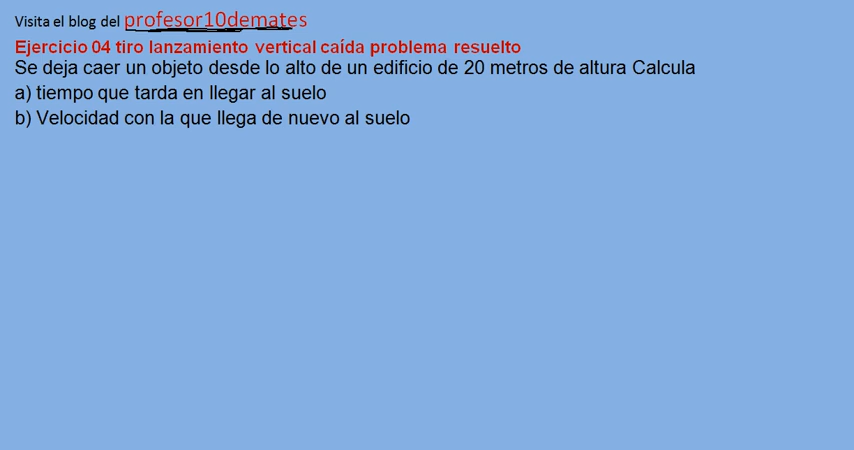 Visita el blog del profesor10demates
Ejercicio 04 tiro lanzamiento vertical caída problema resuelto
Se deja caer un objeto desde lo alto de un edificio de 20 metros de altura Calcula
a) tiempo que tarda en llegar al suelo
b) Velocidad con la que llega de nuevo al suelo